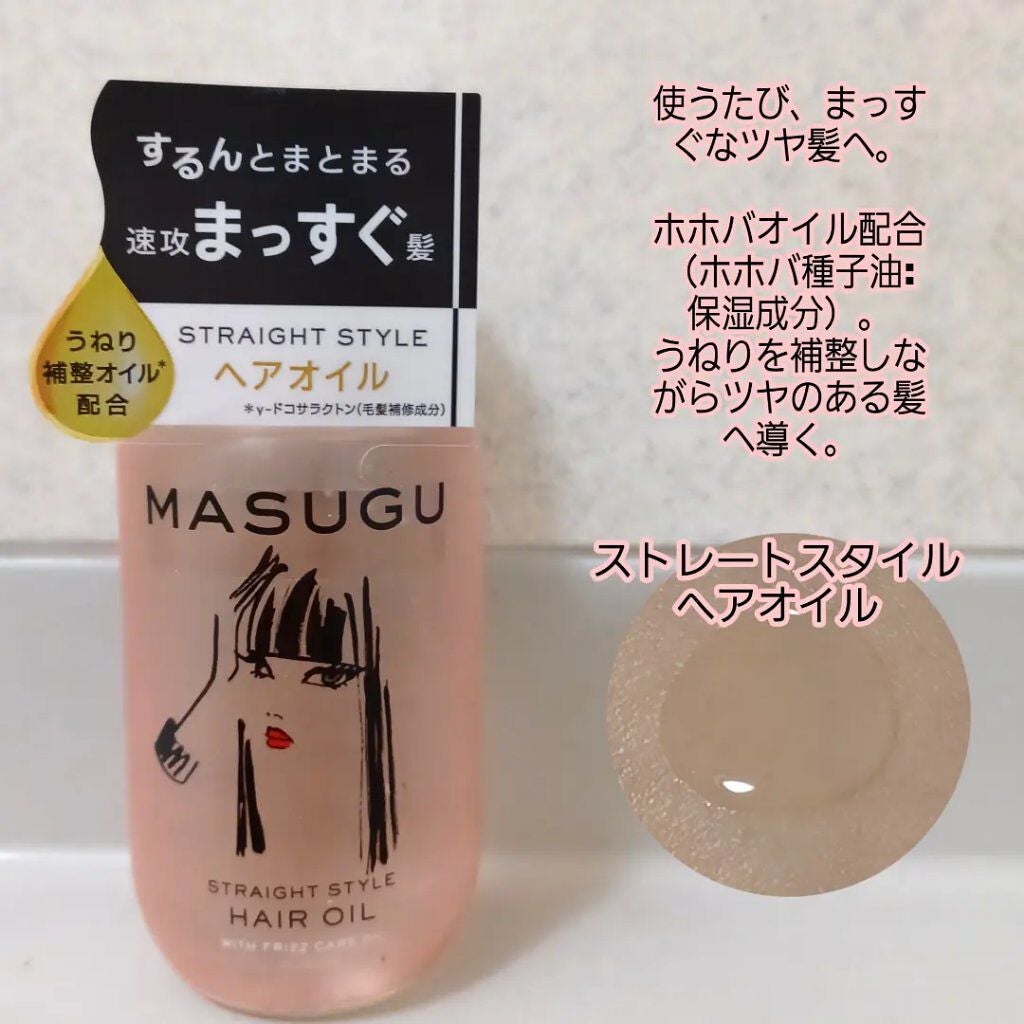 するんとまとまる
速攻まっすぐ髪
うねり
補整オイル*
配合
STRAIGHT STYLE
ヘアオイル
*γ-ドコサラクトン(毛髪補修成分)
MASUGU
STRAIGHT STYLE
HAIR OIL
WITH FRIZZ CARE OIL
使うたび、まっす
ぐなツヤ髪へ。
ホホバオイル配合
(ホホバ種子油:
保湿成分)。
うねりを補整しな
がらツヤのある髪
へ導く。
ストレートスタイル
ヘアオイル